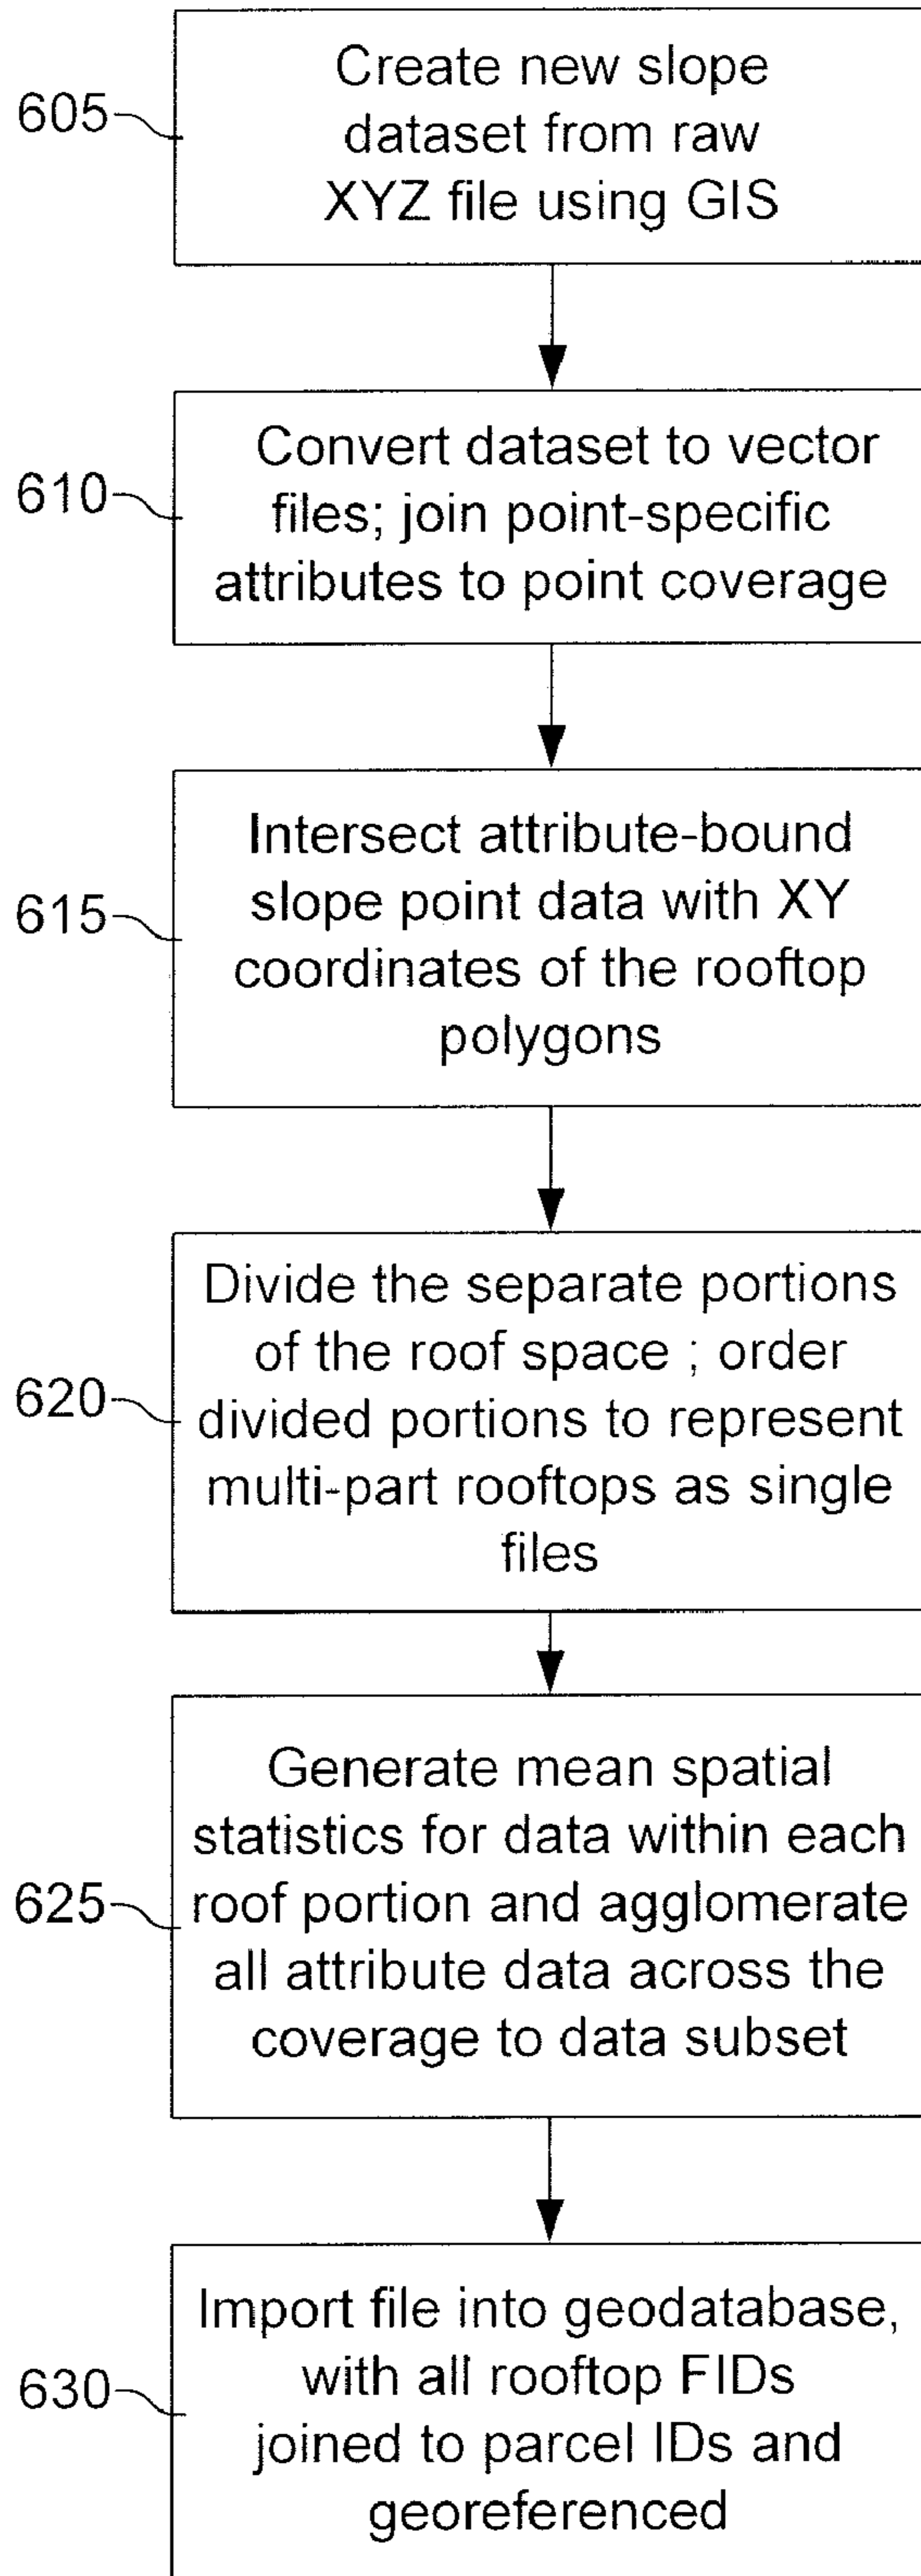 605
Create new slope
dataset from raw
XYZ file using GIS
610
Convert dataset to vector
files; join point-specific
attributes to point coverage
615
Intersect attribute-bound
slope point data with XY
coordinates of the rooftop
polygons
620
Divide the separate portions
of the roof space ; order
divided portions to represent
multi-part rooftops as single
files
625
Generate mean spatial
statistics for data within each
roof portion and agglomerate
all attribute data across the
coverage to data subset
630
Import file into geodatabase,
with all rooftop FIDs
joined to parcel IDs and
georeferenced